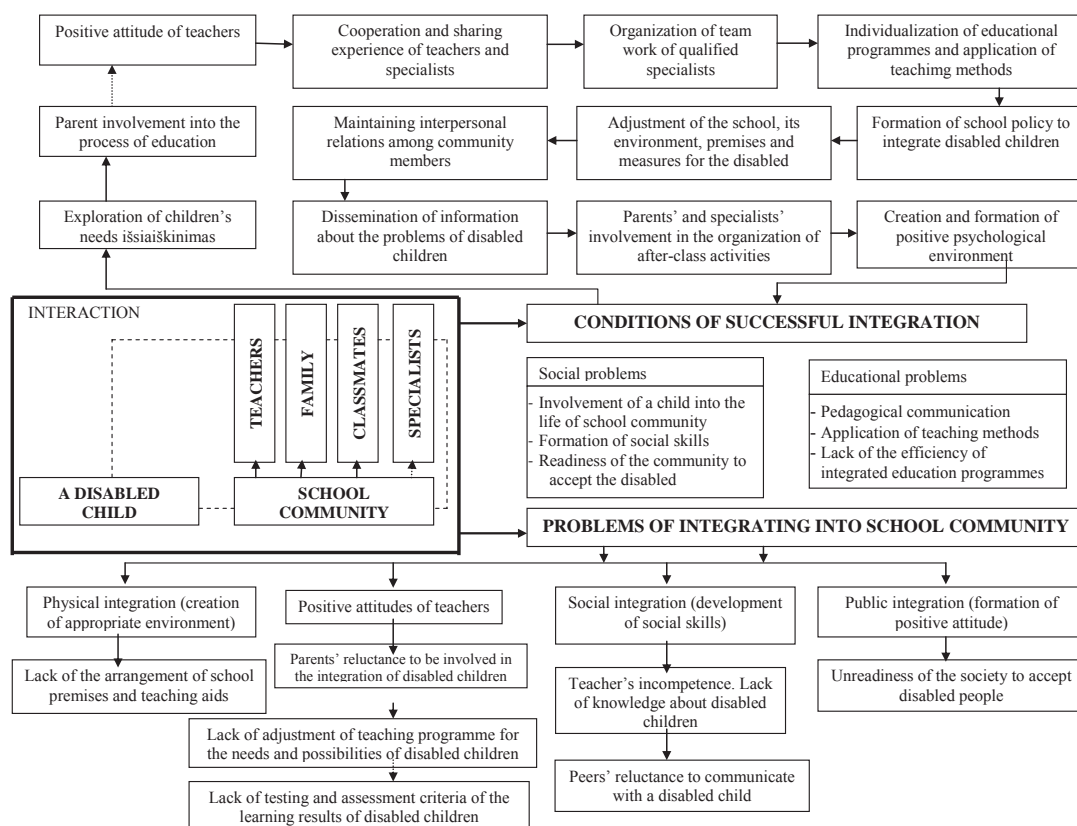 Positive attitude of teachers
Cooperation and sharing
experience of teachers and
specialists
Organization of team
work of qualified
specialists
Individualization of educational
programmes and application of
teachimg methods
Parent involvement into the
process of education
Maintaining interpersonal
relations among community
members
Adjustment of the school, its
environment, premises and
measures for the disabled
Formation of school policy to
integrate disabled children
Exploration of children's
needs išsiaiškinimas
Dissemination of information
about the problems of disabled
children
Parents' and specialists'
involvement in the organization of
after-class activities
Creation and formation of
positive psychological
environment
INTERACTION
TEACHERS
FAMILY
CLASSMATES
SPECIALISTS
A DISABLED
CHILD
SCHOOL
COMMUNITY
CONDITIONS OF SUCCESSFUL INTEGRATION
Social problems
- Involvement of a child into the
life of school community
- Formation of social skills
- Readiness of the community to
accept the disabled
Educational problems
- Pedagogical communication
- Application of teaching methods
- Lack of the efficiency of
integrated education programmes
PROBLEMS OF INTEGRATING INTO SCHOOL COMMUNITY
Physical integration (creation
of appropriate environment)
Positive attitudes of teachers
Social integration (development
of social skills)
Public integration (formation of
positive attitude)
Lack of the arrangement of school
premises and teaching aids
Parents' reluctance to be involved in
the integration of disabled children
Teacher's incompetence. Lack
of knowledge about disabled
children
Unreadiness of the society to accept
disabled people
Lack of adjustment of teaching programme for
the needs and possibilities of disabled children
Peers' reluctance to communicate
with a disabled child
Lack of testing and assessment criteria of the
learning results of disabled children